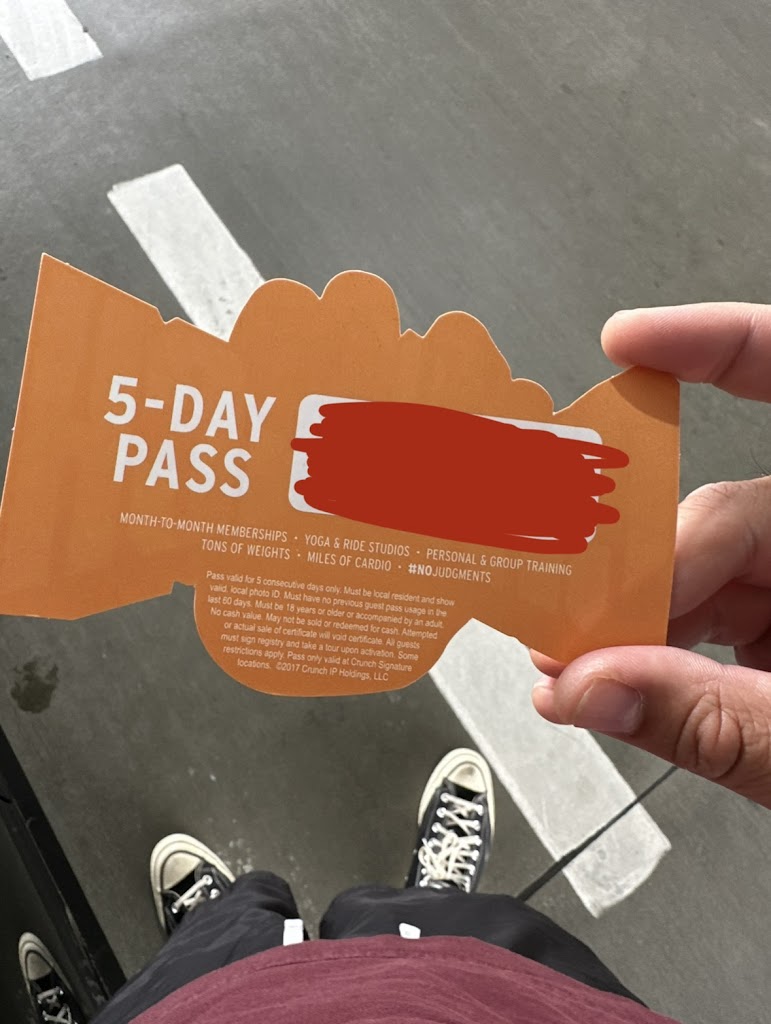 5-DAY
PASS
MONTH-TO-MONTH MEMBERSHIPS • YOGA & RIDE STUDIOS • PERSONAL & GROUP TRAINING
TONS OF WEIGHTS • MILES OF CARDIO • #NOJUDGMENTS
Pass valid for 5 consecutive days only. Must be local resident and show
valid, local photo ID. Must have no previous guest pass usage in the
last 60 days. Must be 18 years or older or accompanied by an adult.
No cash value. May not be sold or redeemed for cash. Attempted
or actual sale of certificate will void certificate. All guests
must sign registry and take a tour upon activation. Some
restrictions apply. Pass only valid at Crunch Signature
locations. ©2017 Crunch IP Holdings, LLC